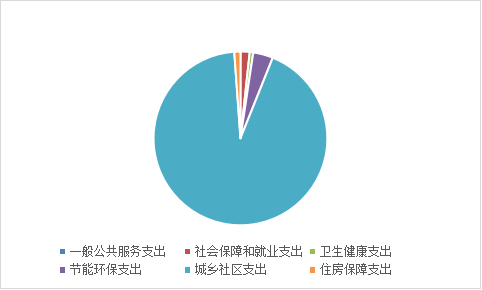 一般公共服务支出 社会保障和就业支出 卫生健康支出
节能环保支出 城乡社区支出 住房保障支出